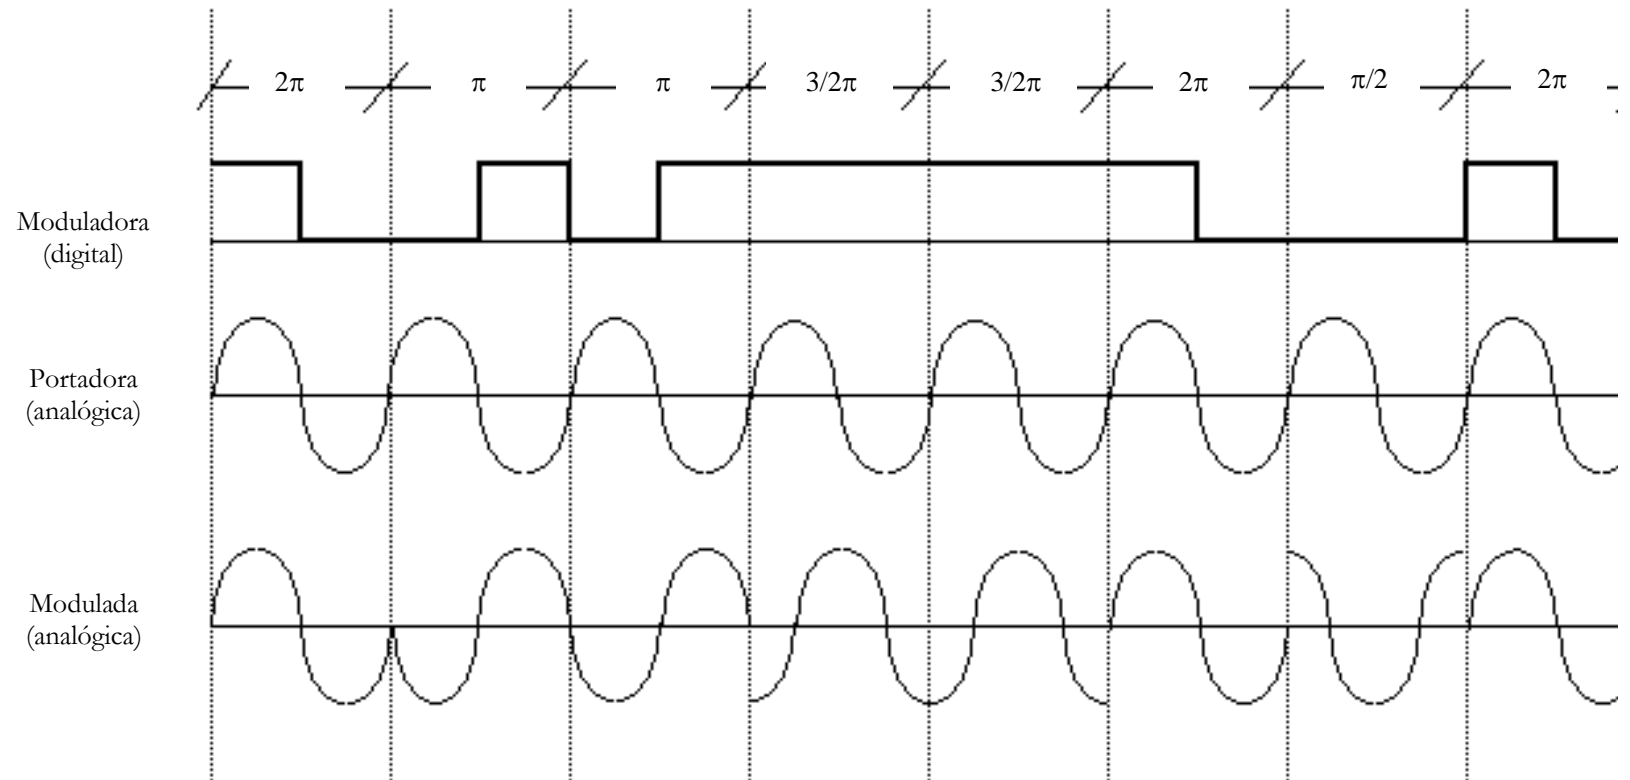 2π π π 3/2π 3/2π 2π π/2 2π
Moduladora
(digital)
Portadora
(analógica)
Modulada
(analógica)